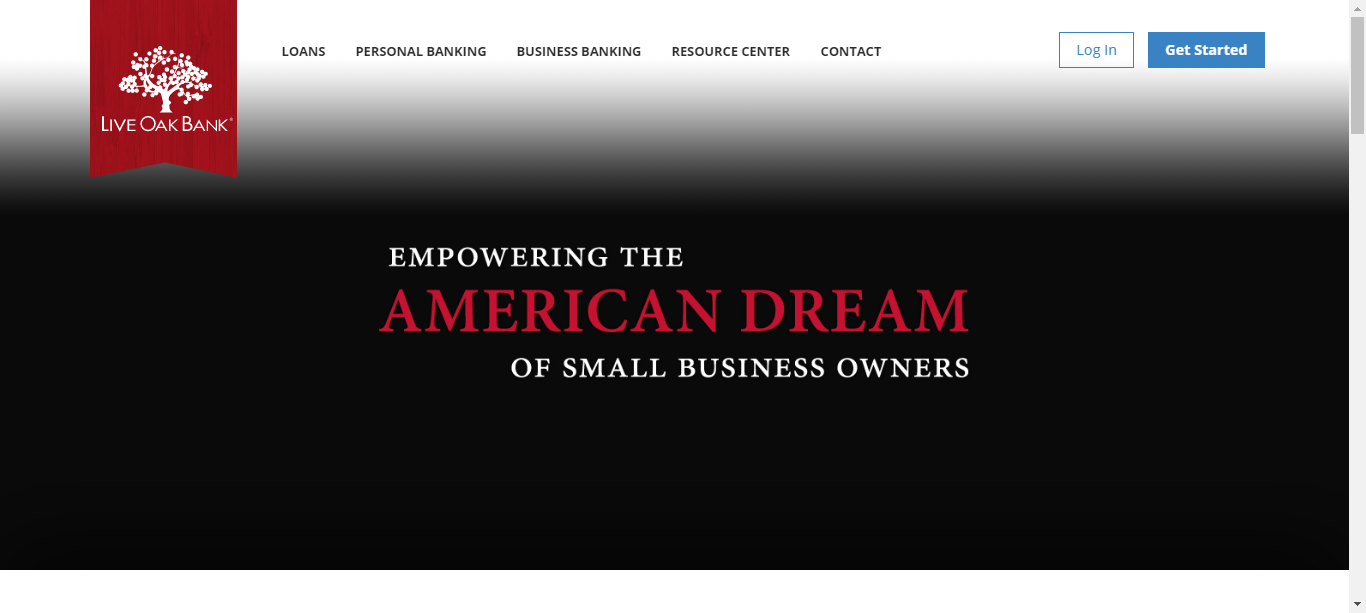 LIVE OAK BANK®
LOANS
PERSONAL BANKING
BUSINESS BANKING
RESOURCE CENTER
CONTACT
Log In
Get Started
EMPOWERING THE
AMERICAN DREAM
OF SMALL BUSINESS OWNERS